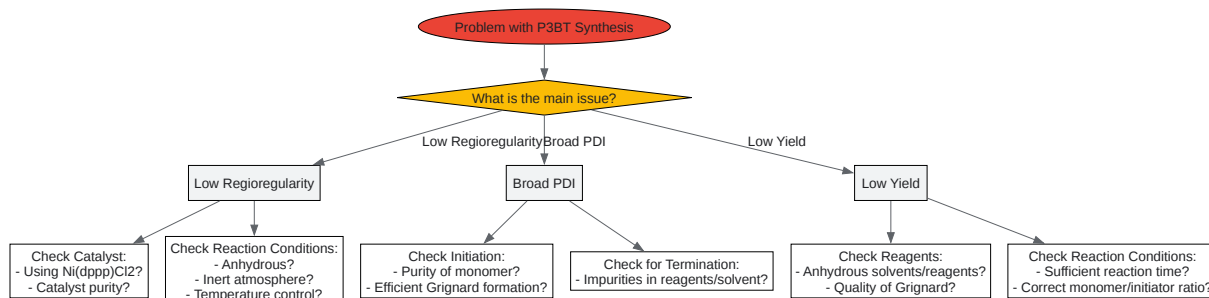 Problem with P3BT Synthesis
What is the main issue?
Low Regioregularity
Broad PDI
Low Yield
Low Regioregularity
Broad PDI
Low Yield
Check Catalyst:
- Using Ni(dppp)Cl2?
- Catalyst purity?
Check Reaction Conditions:
- Anhydrous?
- Inert atmosphere?
- Temperature control?
Check Initiation:
- Purity of monomer?
- Efficient Grignard formation?
Check for Termination:
- Impurities in reagents/solvent?
Check Reagents:
- Anhydrous solvents/reagents?
- Quality of Grignard?
Check Reaction Conditions:
- Sufficient reaction time?
- Correct monomer/initiator ratio?